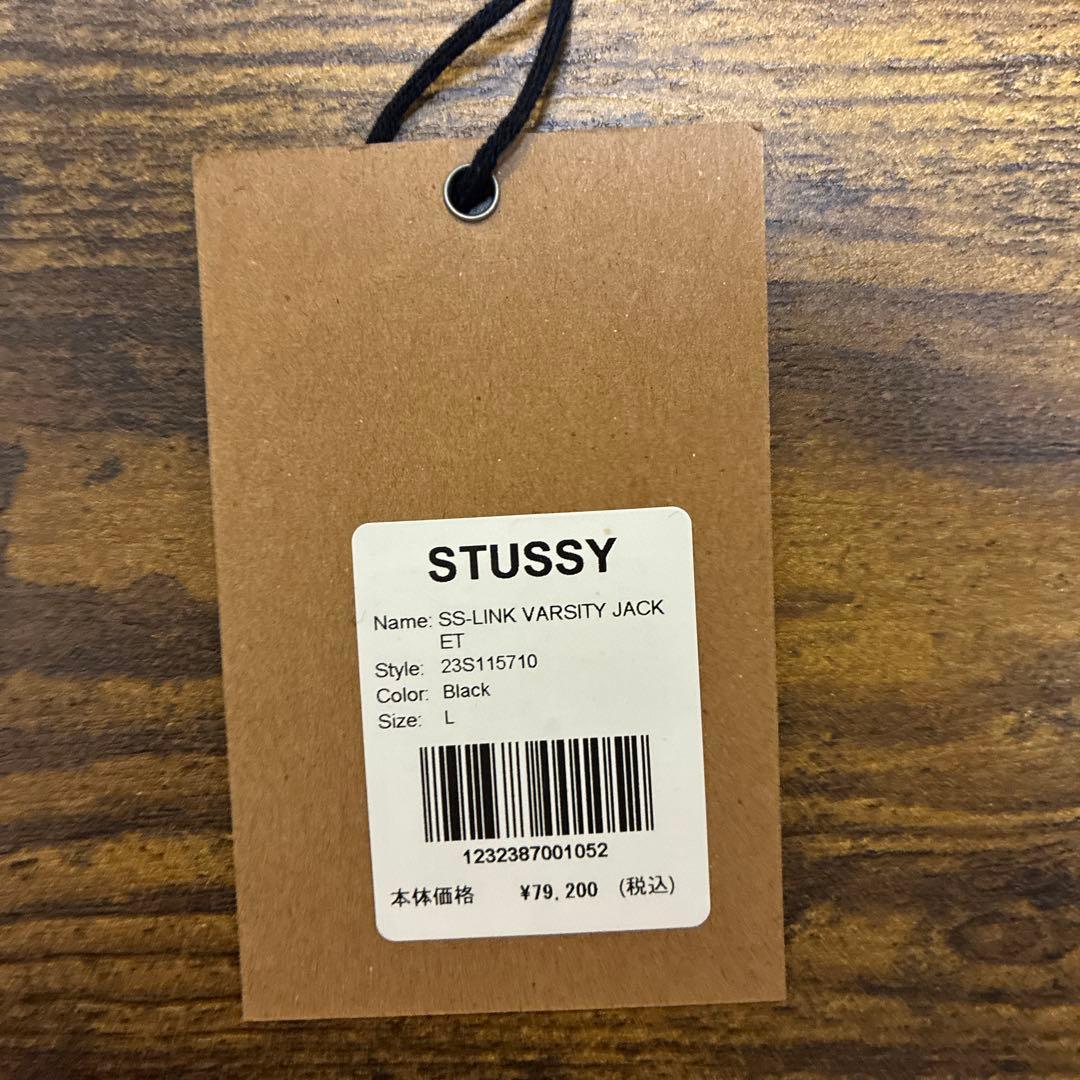 STUSSY
Name: SS-LINK VARSITY JACK
ET
Style: 23S115710
Color: Black
Size: L
1232387001052
本体価格 ¥79,200 (税込)